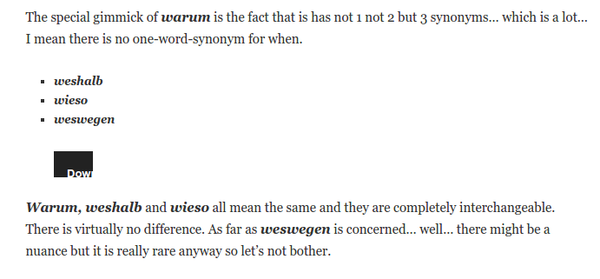 The special gimmick of warum is the fact that is has not 1 not 2 but 3 synonyms... which is a lot...
I mean there is no one-word-synonym for when.
weshalb
wieso
weswegen
Warum, weshalb and wieso all mean the same and they are completely interchangeable.
There is virtually no difference. As far as weswegen is concerned... well... there might be a
nuance but it is really rare anyway so let's not bother.